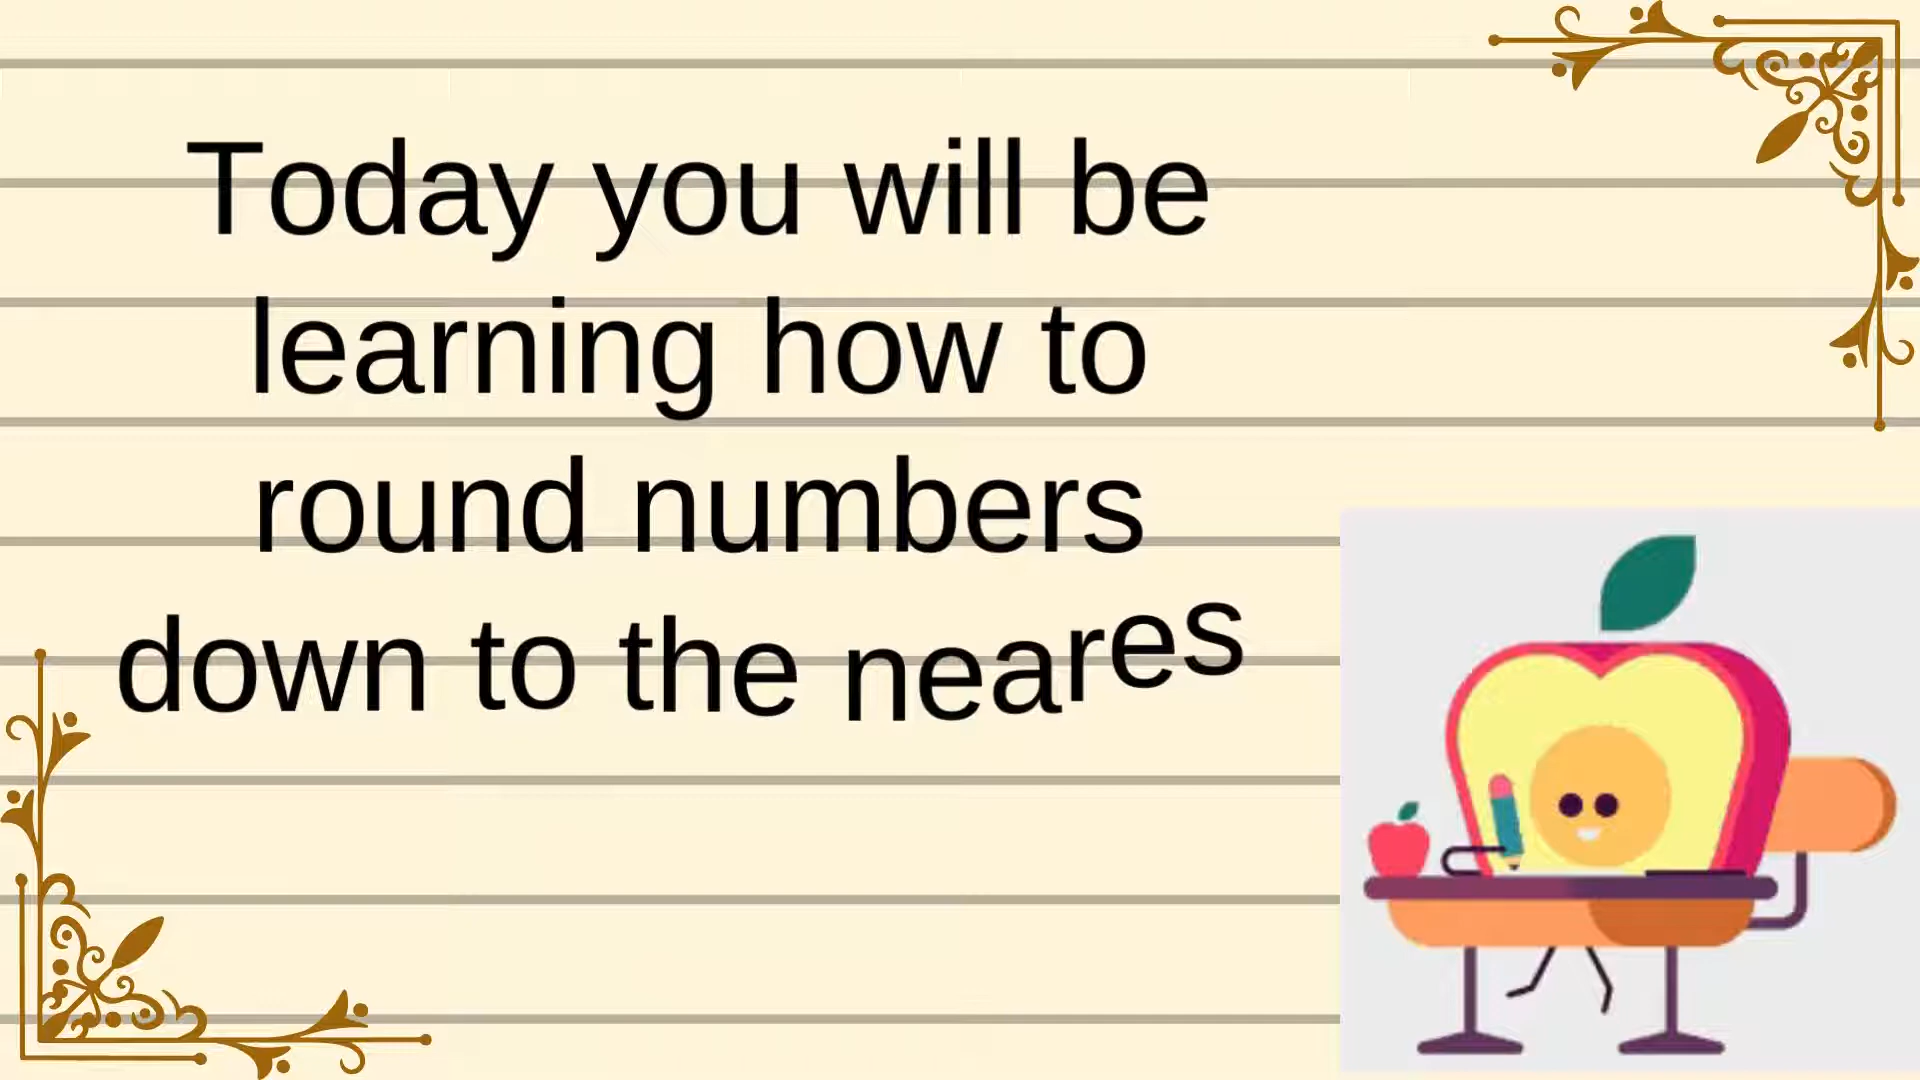 Today you will be
learning how to
round numbers
down to the neares